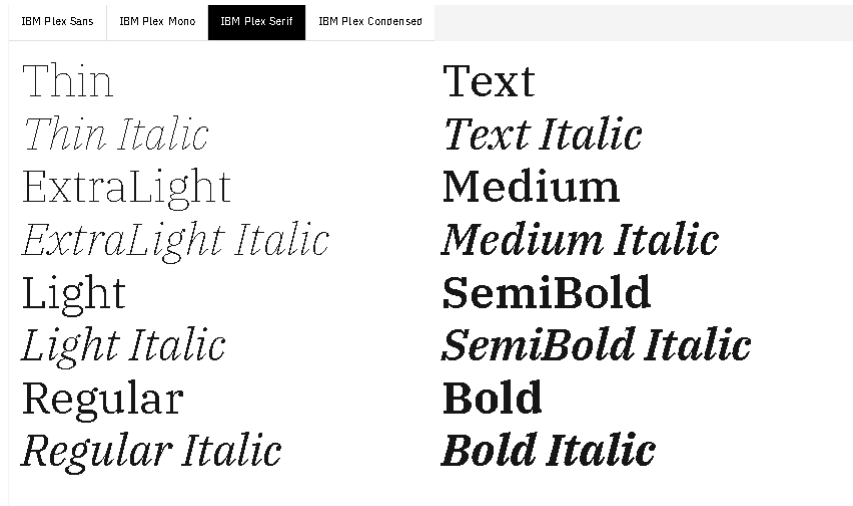 IBM Plex Sans
IBM Plex Mono
IBM Plex Serif
IBM Plex Condensed
Thin
Thin Italic
ExtraLight
ExtraLight Italic
Light
Light Italic
Regular
Regular Italic
Text
Text Italic
Medium
Medium Italic
SemiBold
SemiBold Italic
Bold
Bold Italic